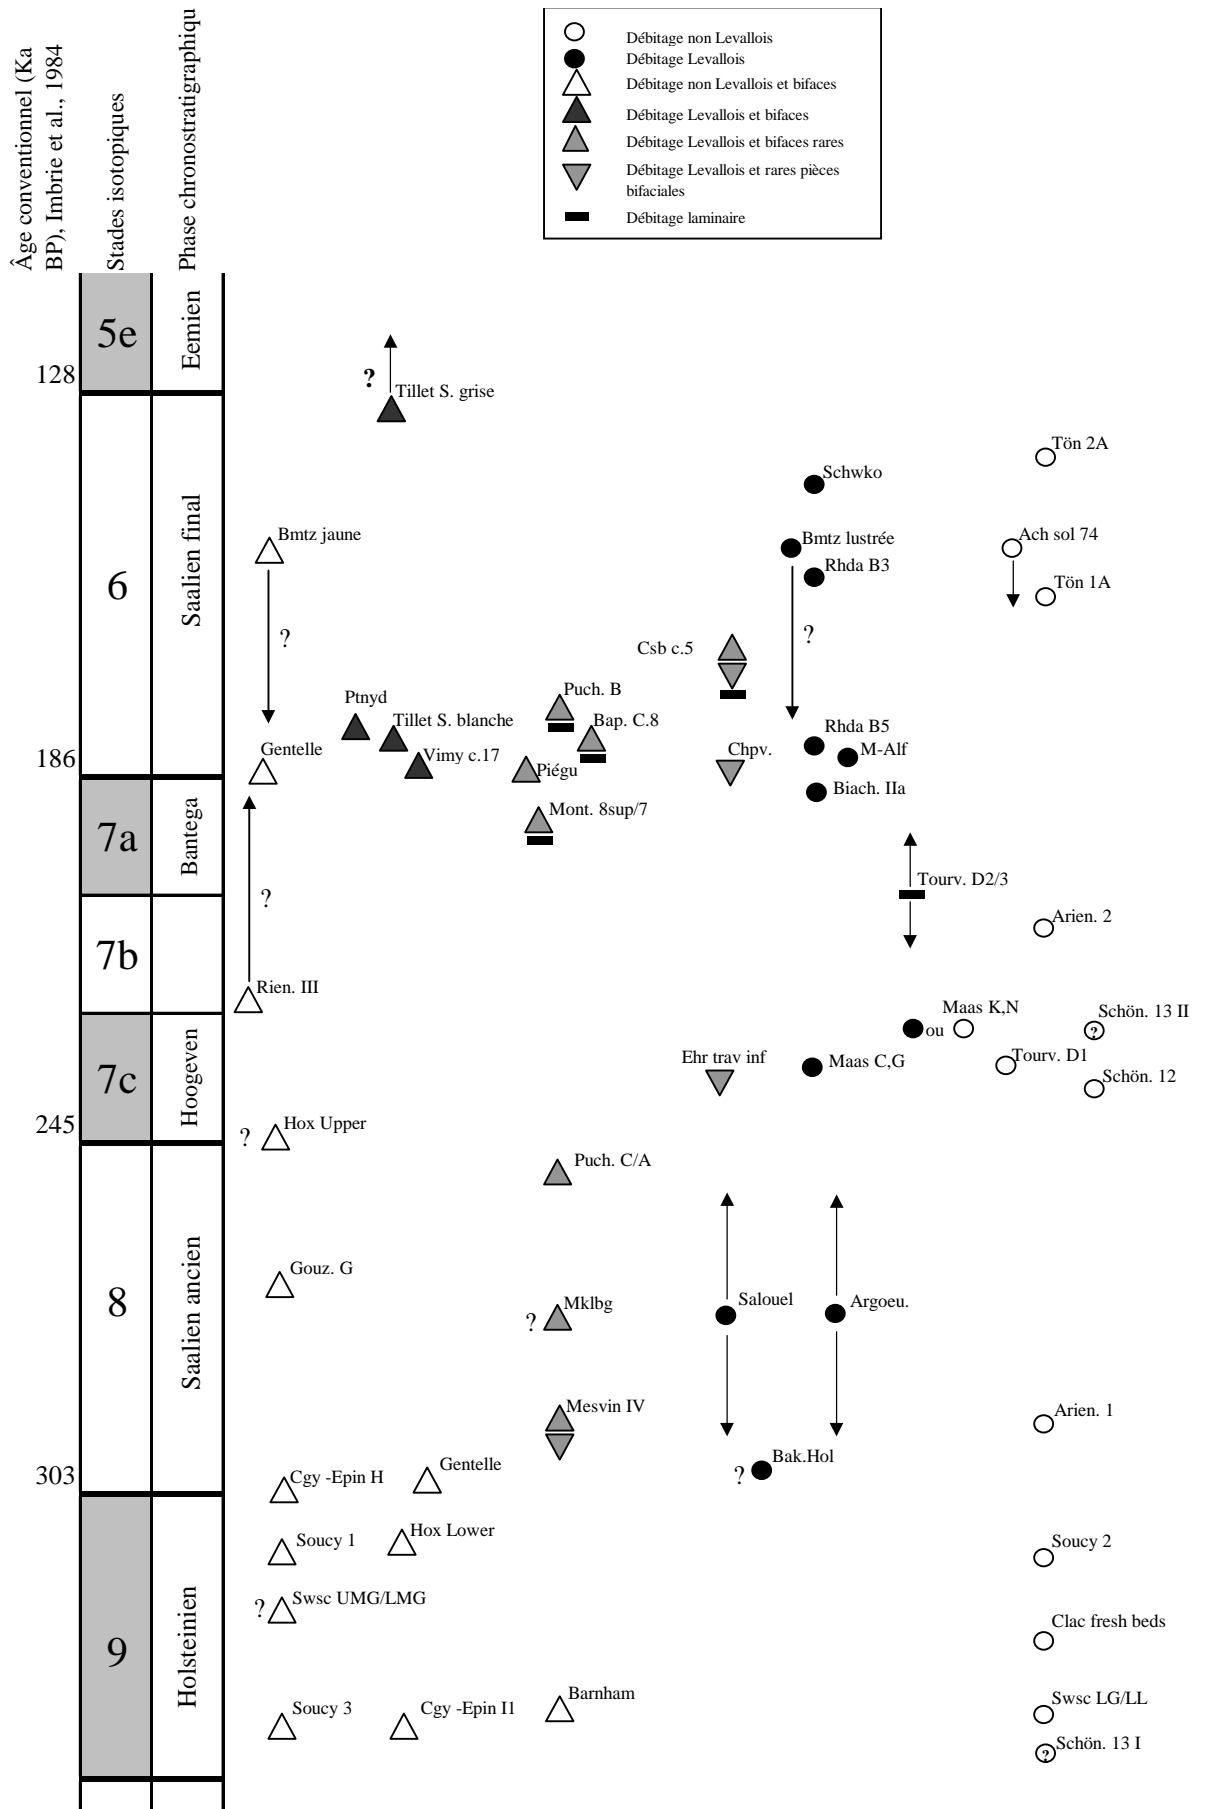 Âge conventionnel (Ka
BP), Imbrie et al., 1984
Stades isotopiques
Phase chronostratigraphiqu
Débitage non Levallois
Débitage Levallois
Débitage non Levallois et bifaces
Débitage Levallois et bifaces
Débitage Levallois et bifaces rares
Débitage Levallois et rares pièces
bifaciales
Débitage laminaire
5e
Eemien
128
?
Tillet S. grise
6
Saalien final
Tön 2A
Schwko
Bmtz jaune
Bmtz lustrée
Ach sol 74
Rhda B3
Tön 1A
?
?
Csb c.5
Ptnyd
Puch. B
Tillet S. blanche
Bap. C.8
Rhda B5
Gentelle
Vimy c.17
Piégu
Chpv.
M-Alf
186
Biach. IIa
7a
Bantega
Mont. 8sup/7
?
Tourv. D2/3
7b
Arien. 2
Rien. III
ou
Maas K,N
Schön. 13 II
?
7c
Hoogeven
Ehr trav inf
Maas C,G
Tourv. D1
Schön. 12
245
?
Hox Upper
Puch. C/A
8
Saalien ancien
Gouz. G
?
Mklbg
Salouel
Argoeu.
Mesvin IV
Arien. 1
303
Cgy -Epin H
Gentelle
?
Bak.Hol
9
Holsteinien
Soucy 1
Hox Lower
Soucy 2
?
Swsc UMG/LMG
Clac fresh beds
Soucy 3
Cgy -Epin I1
Barnham
Swsc LG/LL
?
Schön. 13 I